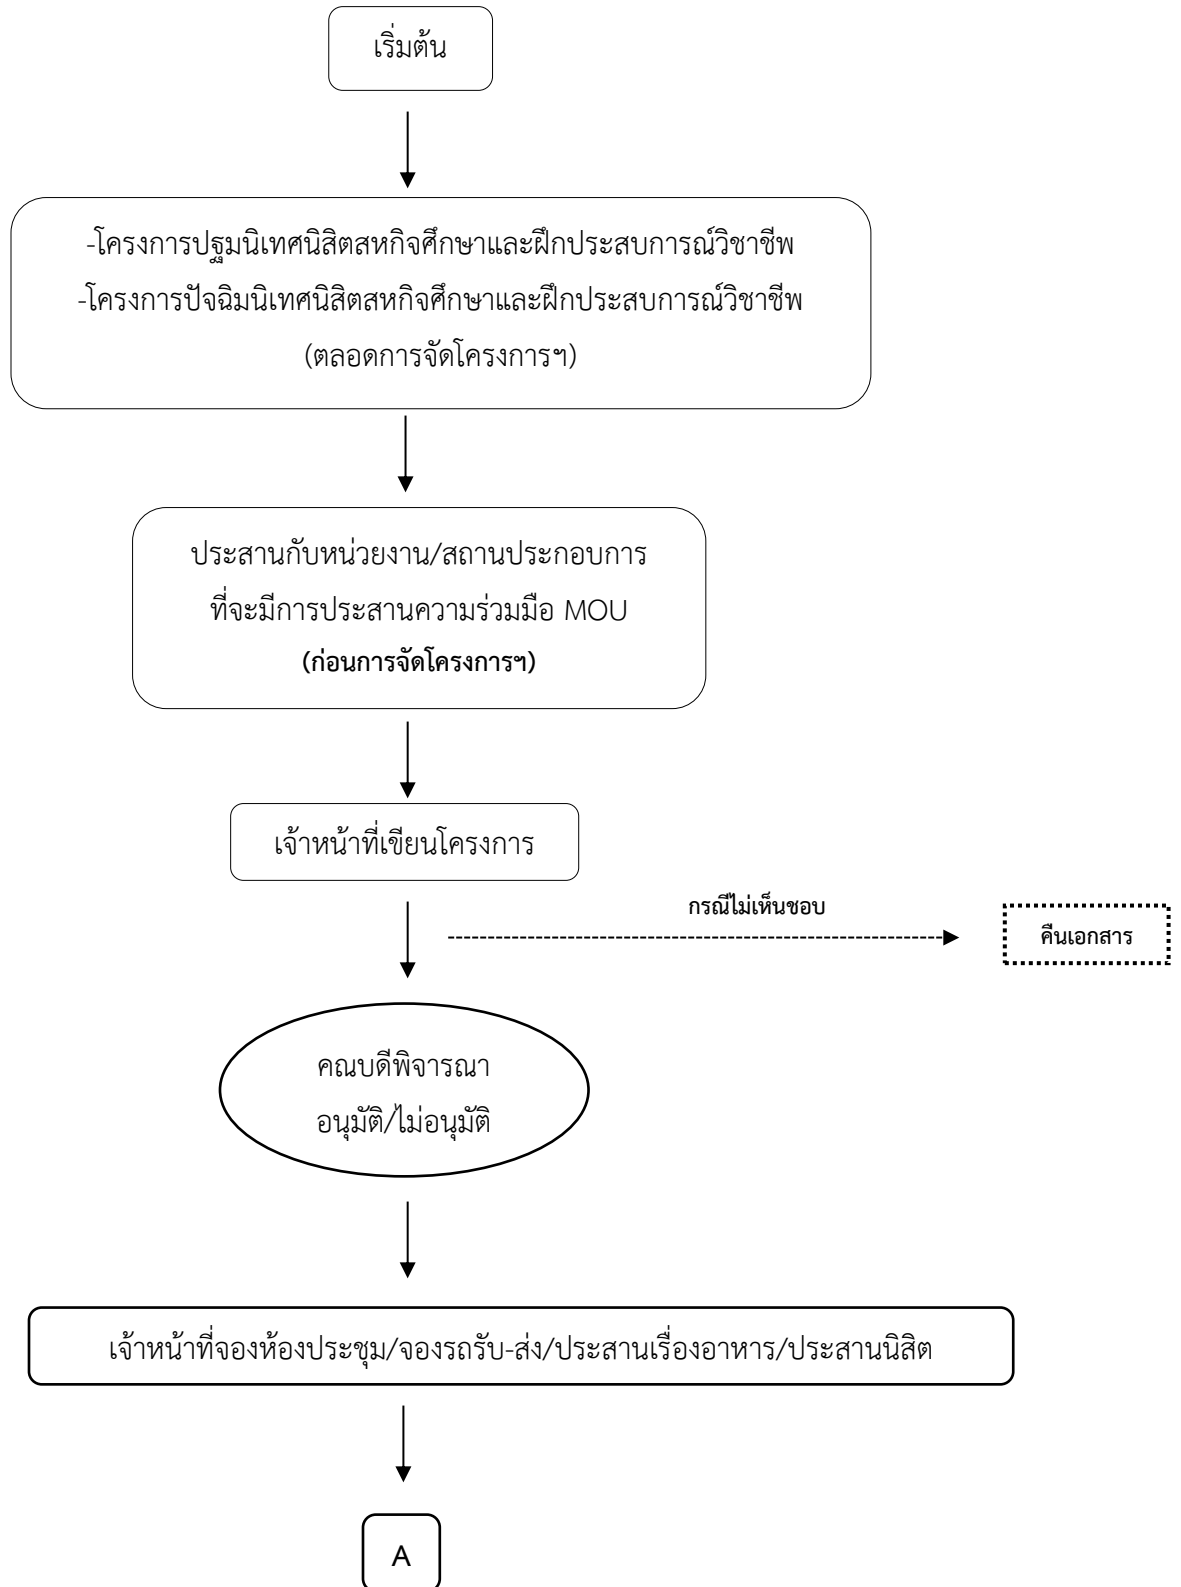 เริ่มต้น
-โครงการปฐมนิเทศนิสิตสหกิจศึกษาและฝึกประสบการณ์วิชาชีพ
-โครงการปัจฉิมนิเทศนิสิตสหกิจศึกษาและฝึกประสบการณ์วิชาชีพ
(ตลอดการจัดโครงการฯ)
ประสานกับหน่วยงาน/สถานประกอบการ
ที่จะมีการประสานความร่วมมือ MOU
(ก่อนการจัดโครงการฯ)
เจ้าหน้าที่เขียนโครงการ
กรณีไม่เห็นชอบ
คืนเอกสาร
คณบดีพิจารณา
อนุมัติ/ไม่อนุมัติ
เจ้าหน้าที่จองห้องประชุม/จองรถรับ-ส่ง/ประสานเรื่องอาหาร/ประสานนิสิต
A